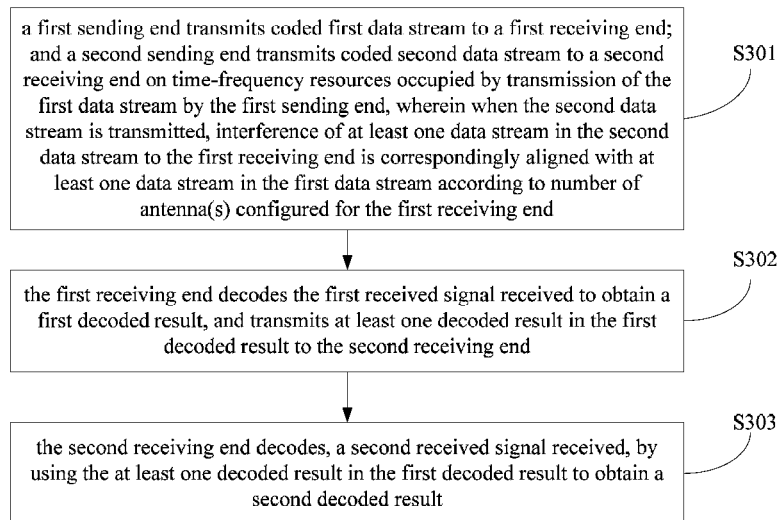 a first sending end transmits coded first data stream to a first receiving end;
and a second sending end transmits coded second data stream to a second
receiving end on time-frequency resources occupied by transmission of the
first data stream by the first sending end, wherein when the second data
stream is transmitted, interference of at least one data stream in the second
data stream to the first receiving end is correspondingly aligned with at
least one data stream in the first data stream according to number of
antenna(s) configured for the first receiving end
S301
the first receiving end decodes the first received signal received to obtain a
first decoded result, and transmits at least one decoded result in the first
decoded result to the second receiving end
S302
the second receiving end decodes, a second received signal received, by
using the at least one decoded result in the first decoded result to obtain a
second decoded result
S303